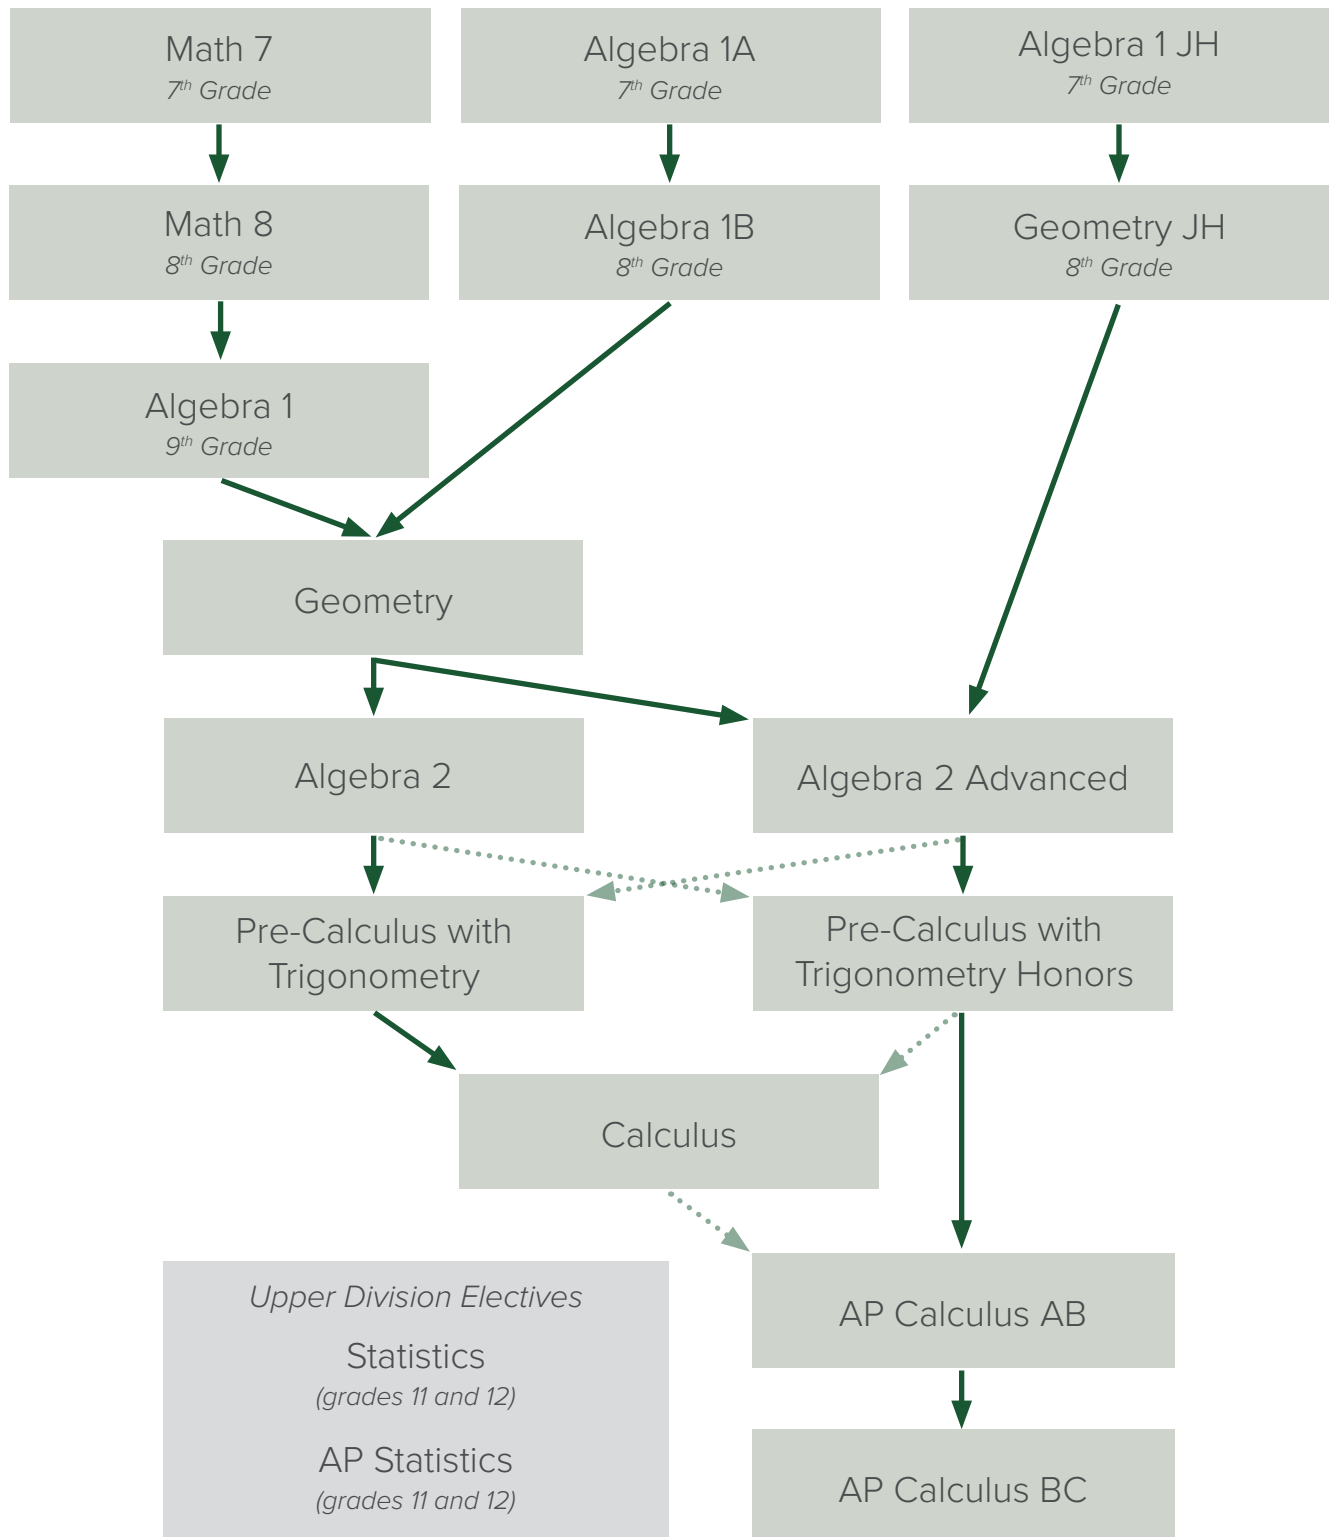 Math 7
7th Grade
Algebra 1A
7th Grade
Algebra 1 JH
7th Grade
Math 8
8th Grade
Algebra 1B
8th Grade
Geometry JH
8th Grade
Algebra 1
9th Grade
Geometry
Algebra 2
Algebra 2 Advanced
Pre-Calculus with
Trigonometry
Pre-Calculus with
Trigonometry Honors
Calculus
AP Calculus AB
AP Calculus BC
Upper Division Electives
Statistics
(grades 11 and 12)
AP Statistics
(grades 11 and 12)